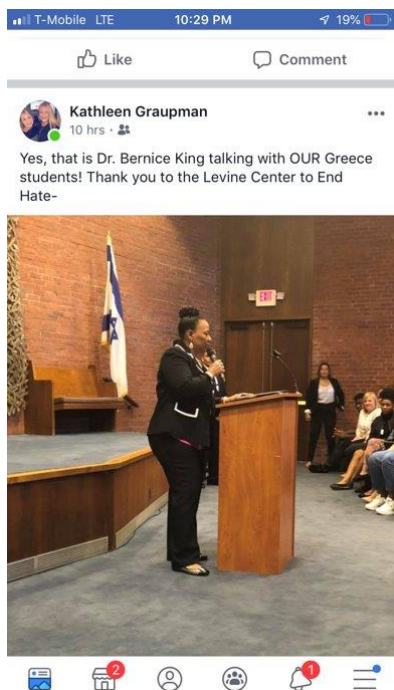 T-Mobile LTE 10:29 PM 19%
Like Comment
Kathleen Graupman
10 hrs
Yes, that is Dr. Bernice King talking with OUR Greece
students! Thank you to the Levine Center to End
Hate-
EXIT
2 1